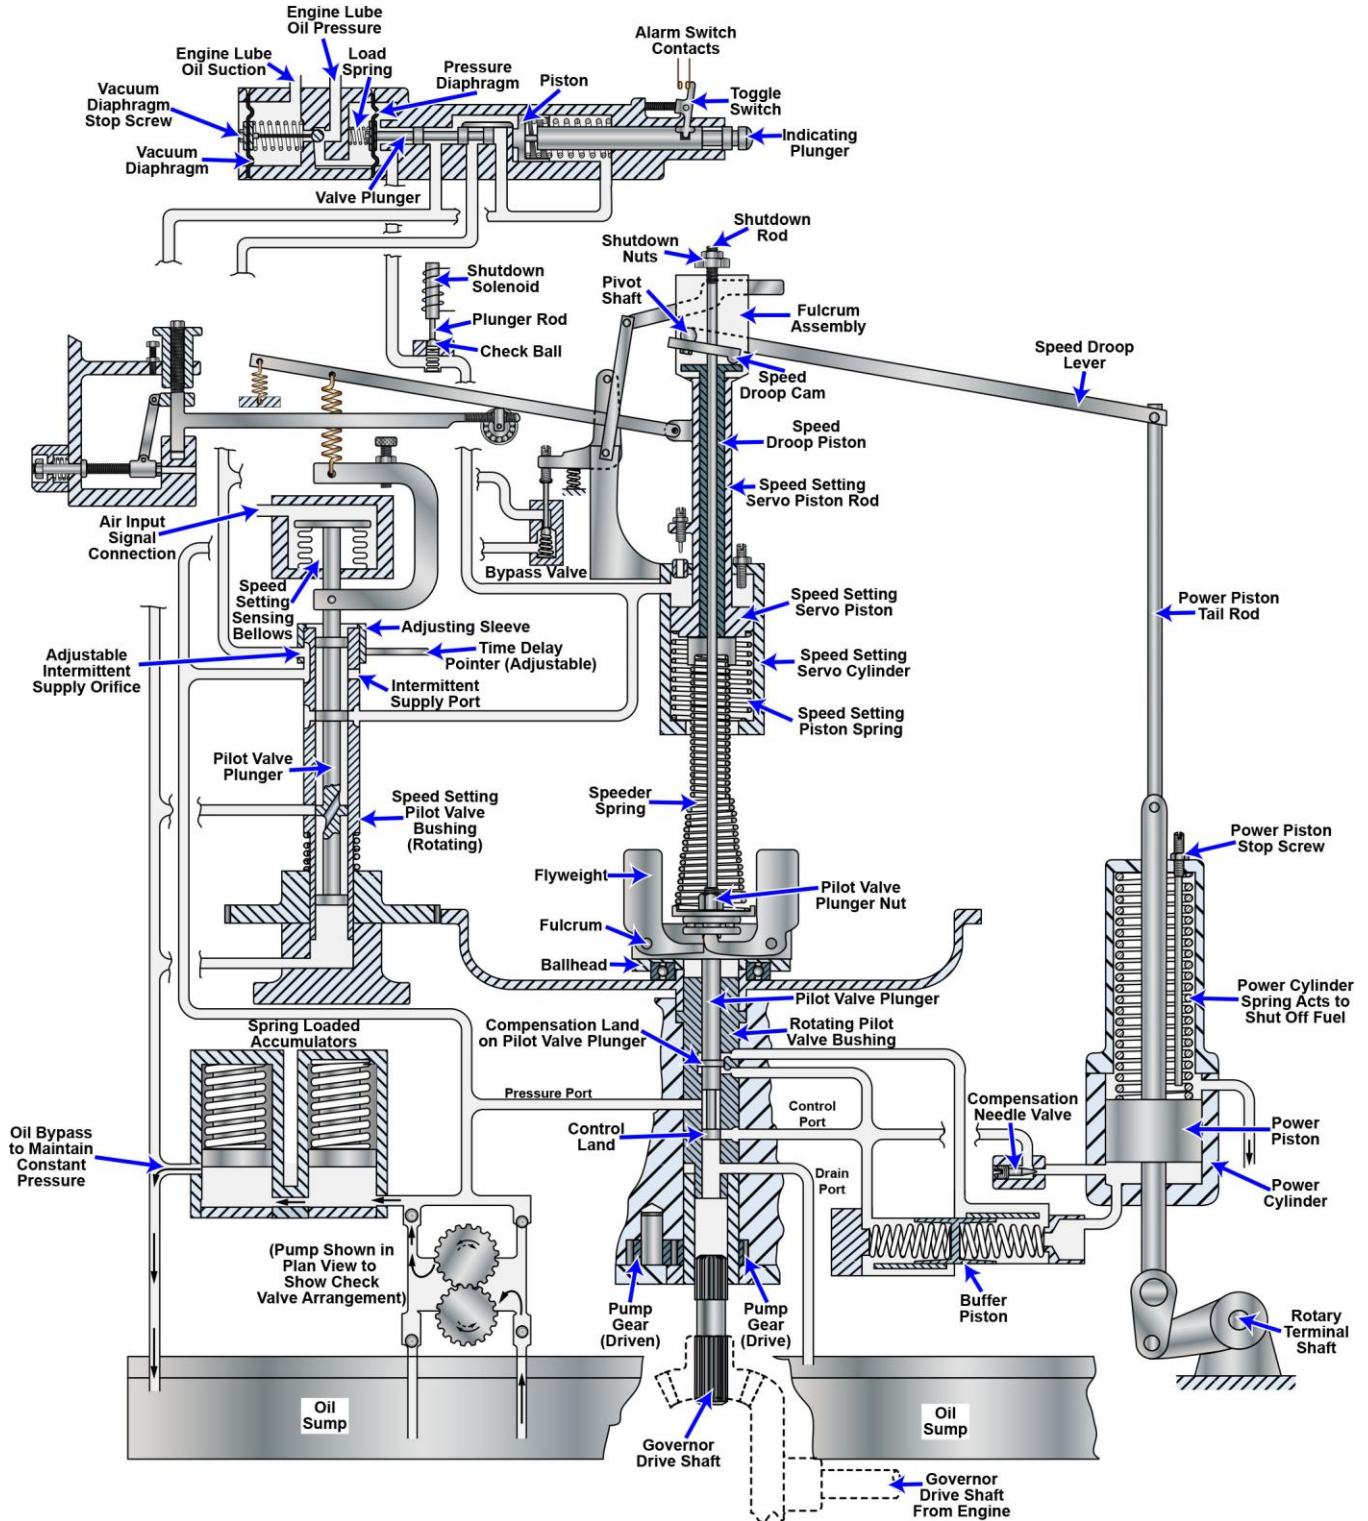 Engine Lube
Oil Pressure
Engine Lube
Oil Suction
Load
Spring
Pressure
Diaphragm
Piston
Alarm Switch
Contacts
Vacuum
Diaphragm
Stop Screw
Toggle
Switch
Indicating
Plunger
Vacuum
Diaphragm
Valve Plunger
Shutdown
Rod
Shutdown
Nuts
Shutdown
Solenoid
Pivot
Shaft
Plunger Rod
Fulcrum
Assembly
Check Ball
Speed Droop
Lever
Speed
Droop Cam
Speed
Droop Piston
Speed Setting
Servo Piston Rod
Air Input
Signal
Connection
Bypass Valve
Speed
Setting
Sensing
Bellows
Speed Setting
Servo Piston
Power Piston
Tail Rod
Adjusting Sleeve
Adjustable
Intermittent
Supply Orifice
Time Delay
Pointer (Adjustable)
Speed Setting
Servo Cylinder
Intermittent
Supply Port
Speed Setting
Piston Spring
Pilot Valve
Plunger
Speed Setting
Pilot Valve
Bushing
(Rotating)
Speeder
Spring
Power Piston
Stop Screw
Flyweight
Pilot Valve
Plunger Nut
Fulcrum
Ballhead
Pilot Valve Plunger
Power Cylinder
Spring Acts to
Shut Off Fuel
Spring Loaded
Accumulators
Compensation Land
on Pilot Valve Plunger
Rotating Pilot
Valve Bushing
Pressure Port
Control
Port
Compensation
Needle Valve
Control
Land
Power
Piston
Oil Bypass
to Maintain
Constant
Pressure
Drain
Port
Power
Cylinder
(Pump Shown in
Plan View to
Show Check
Valve Arrangement)
Pump
Gear
(Driven)
Pump
Gear
(Drive)
Buffer
Piston
Rotary
Terminal
Shaft
Oil
Sump
Oil
Sump
Governor
Drive Shaft
Governor
Drive Shaft
From Engine